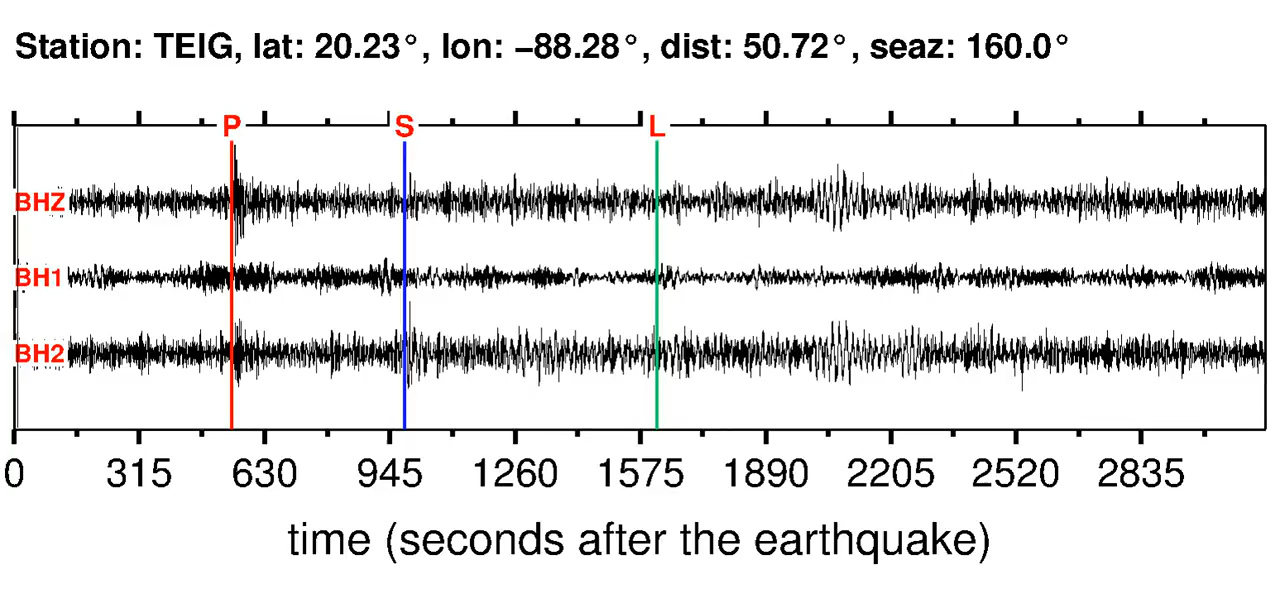 Station: TEIG, lat: 20.23°, lon: −88.28°, dist: 50.72°, seaz: 160.0°
P S L
BHZ
BH1
BH2
0 315 630 945 1260 1575 1890 2205 2520 2835
time (seconds after the earthquake)